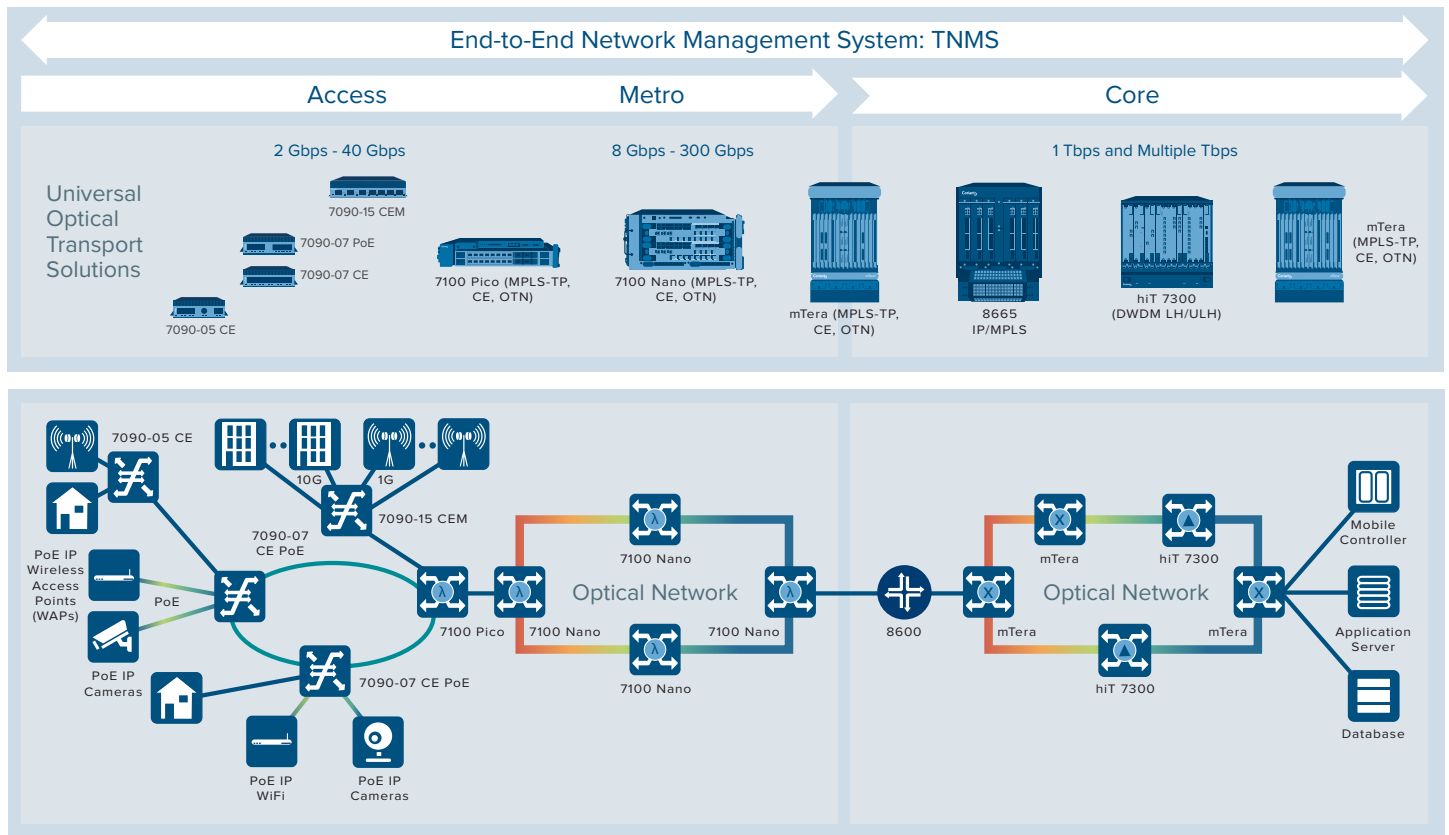 End-to-End Network Management System: TNMS
Access
Metro
Core
2 Gbps - 40 Gbps
8 Gbps - 300 Gbps
1 Tbps and Multiple Tbps
Universal
Optical
Transport
Solutions
7090-15 CEM
7090-07 PoE
7090-07 CE
7090-05 CE
7100 Pico (MPLS-TP,
CE, OTN)
7100 Nano (MPLS-TP,
CE, OTN)
mTera (MPLS-TP,
CE, OTN)
Coriant
8665
IP/MPLS
hiT 7300
(DWDM LH/ULH)
mTera
(MPLS-TP,
CE, OTN)
7090-05 CE
10G
1G
7090-15 CEM
7090-07
CE PoE
PoE IP
Wireless
Access
Points
(WAPs)
PoE
PoE IP
Cameras
7090-07 CE PoE
PoE IP
WiFi
PoE IP
Cameras
λ
7100 Pico
λ
7100 Nano
λ
7100 Nano
Optical Network
λ
7100 Nano
λ
7100 Nano
8600
X
mTera
X
mTera
hiT 7300
Optical Network
hiT 7300
X
mTera
Mobile
Controller
Application
Server
Database